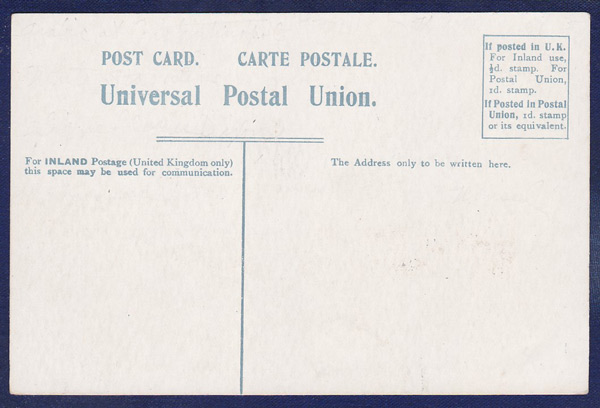 POST CARD. CARTE POSTALE.
Universal Postal Union.
If posted in U.K.
For Inland use,
½d. stamp. For
Postal Union,
1d. stamp.
If Posted in Postal
Union, 1d. stamp
or its equivalent.
For INLAND Postage (United Kingdom only)
this space may be used for communication.
The Address only to be written here.